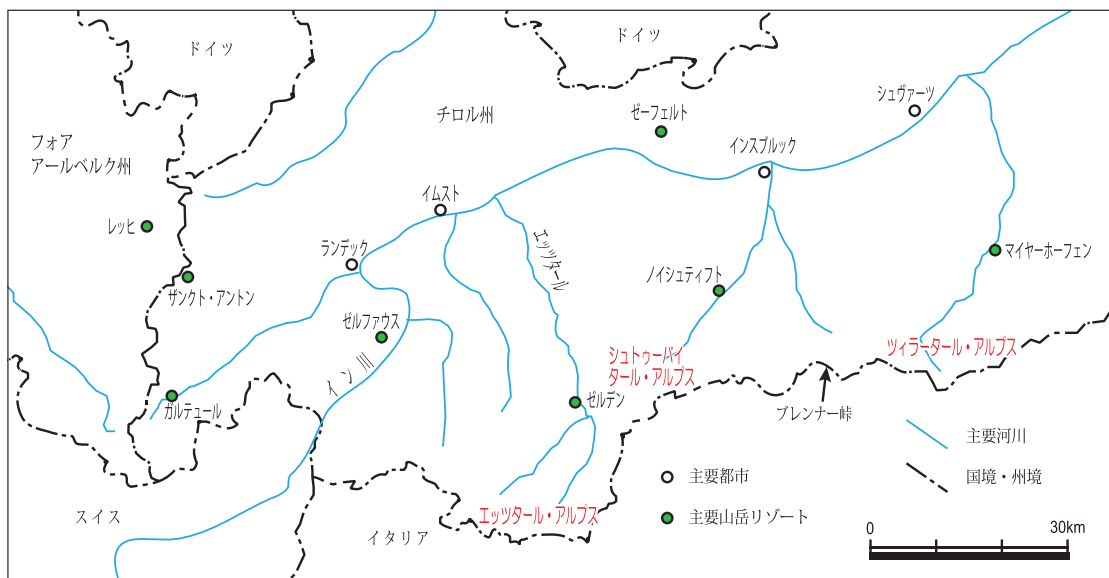 ドイツ
ドイツ
シュヴァーツ
ゼーフェルト
チロル州
フォア
アールベルク州
インスブルック
イムスト
レッヒ
エッツタール
ランデック
マイヤーホーフェン
ノイシュティフト
ザンクト・アントン
ゼルファウス
ツィラータール・アルプス
シュトゥーバイ
タール・アルプス
イン川
ガルテュール
ゼルデン
ブレンナー峠
主要河川
主要都市
国境・州境
スイス
エッツタール・アルプス
主要山岳リゾート
イタリア
0
30km